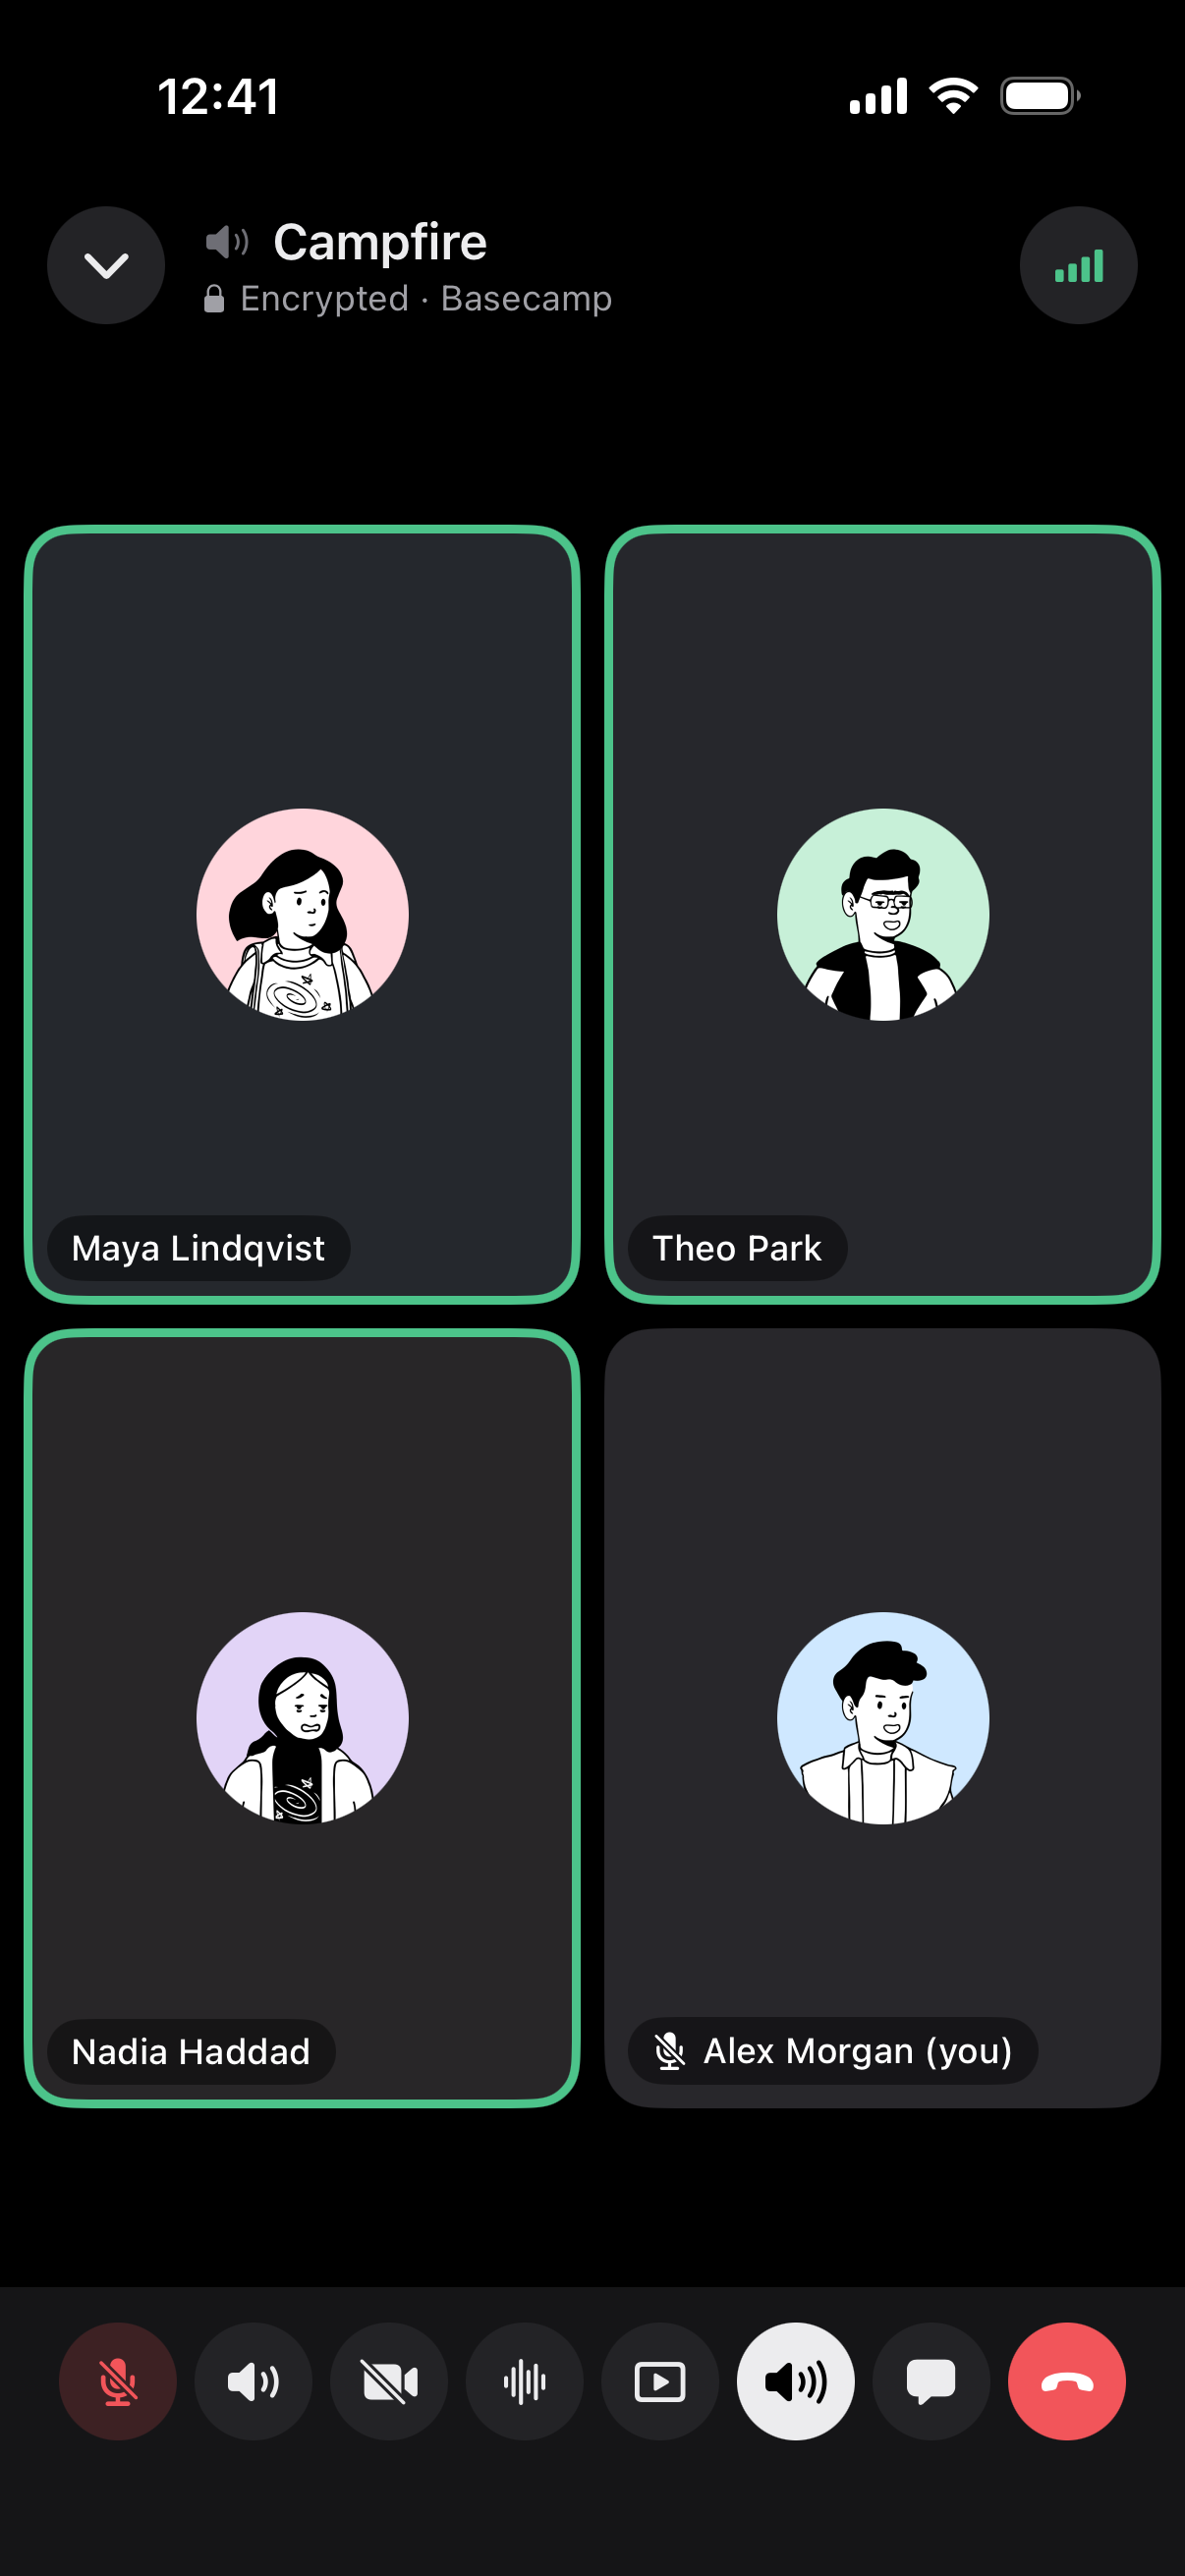 12:41
Campfire
Encrypted · Basecamp
Maya Lindqvist
Theo Park
Nadia Haddad
Alex Morgan (you)